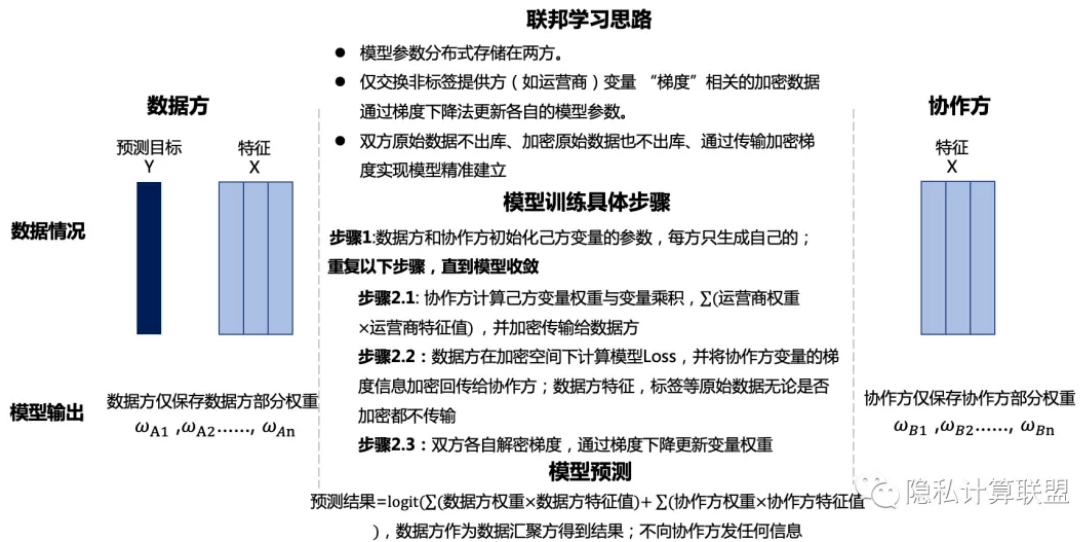 联邦学习思路
● 模型参数分布式存储在两方。
● 仅交换非标签提供方（如运营商）变量 “梯度”相关的加密数据
通过梯度下降法更新各自的模型参数。
● 双方原始数据不出库、加密原始数据也不出库、通过传输加密梯
度实现模型精准建立
数据方
预测目标
Y
特征
X
协作方
特征
X
数据情况
模型训练具体步骤
步骤1:数据方和协作方初始化己方变量的参数，每方只生成自己的；
重复以下步骤，直到模型收敛
步骤2.1: 协作方计算己方变量权重与变量乘积，∑(运营商权重
×运营商特征值) ，并加密传输给数据方
步骤2.2：数据方在加密空间下计算模型Loss，并将协作方变量的梯
度信息加密回传给协作方；数据方特征，标签等原始数据无论是否
加密都不传输
步骤2.3：双方各自解密梯度，通过梯度下降更新变量权重
模型输出
数据方仅保存数据方部分权重
ωA1 ,ωA2……, ωAn
协作方仅保存协作方部分权重
ωB1 ,ωB2……, ωBn
模型预测
预测结果=logit(∑(数据方权重×数据方特征值)+ ∑(协作方权重×协作方特征值
)，数据方作为数据汇聚方得到结果；不向协作方发任何信息
隐私计算联盟